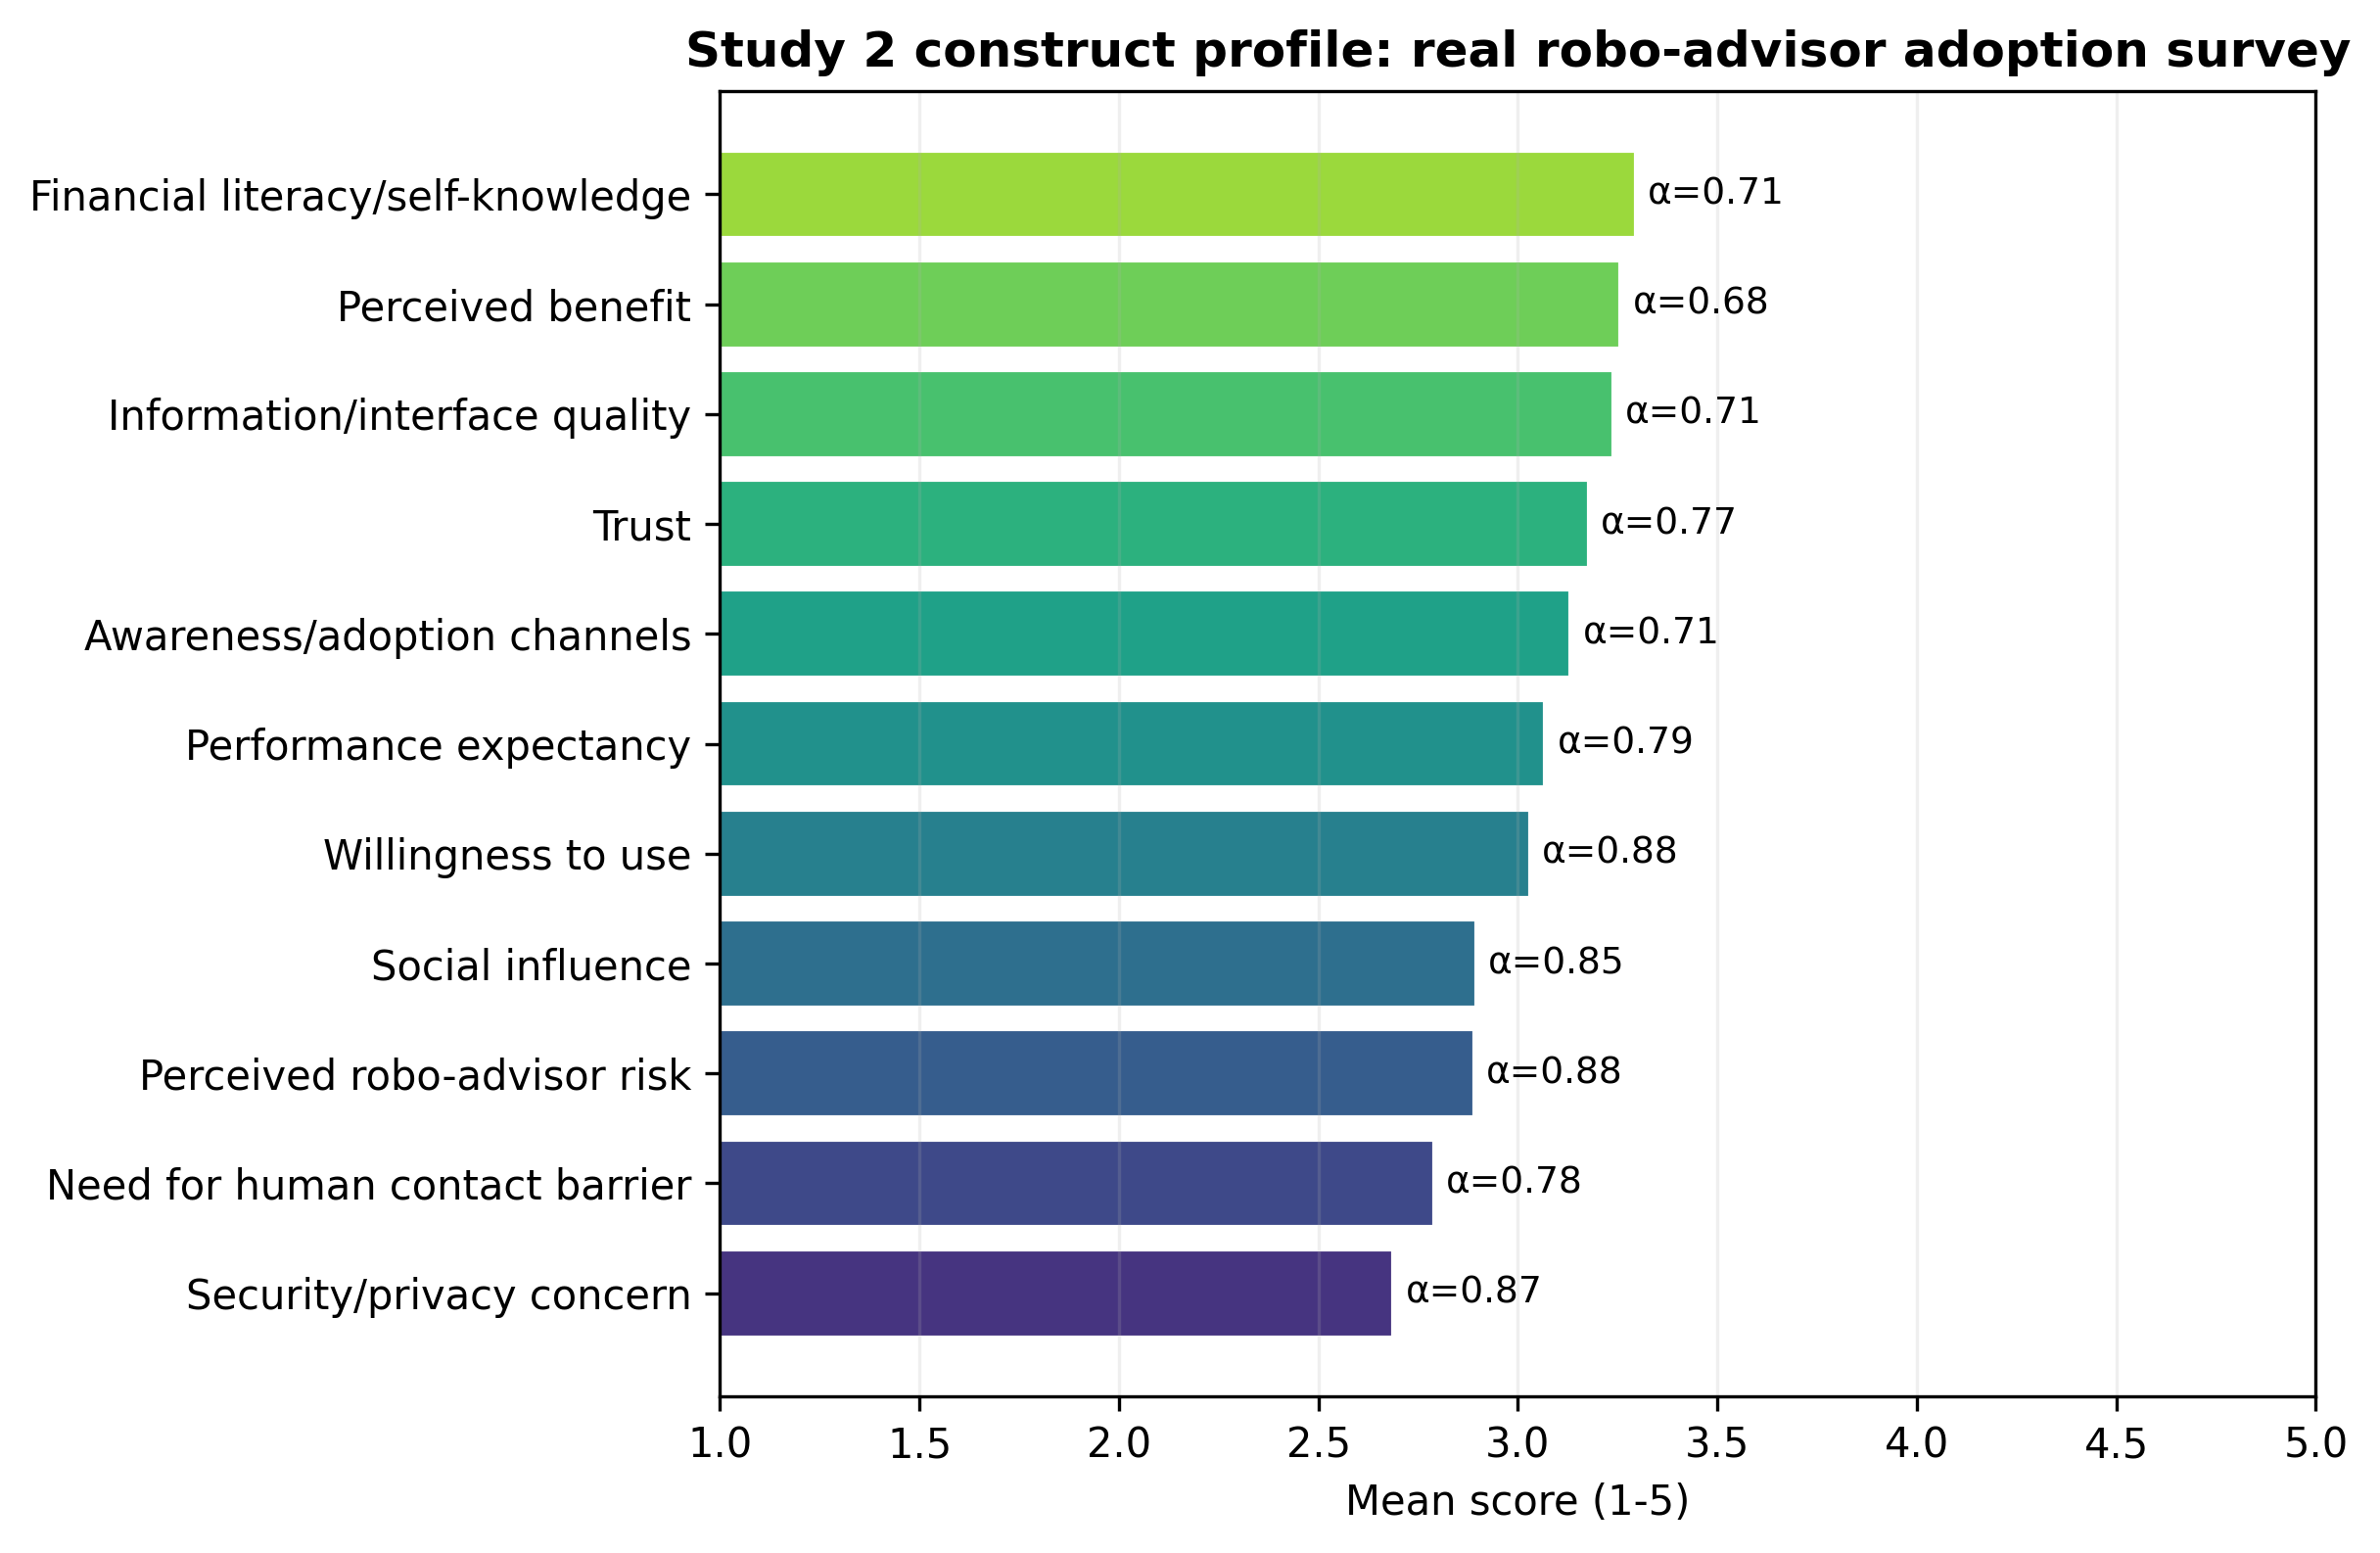 Study 2 construct profile: real robo-advisor adoption survey
Financial literacy/self-knowledge α=0.71
Perceived benefit α=0.68
Information/interface quality α=0.71
Trust α=0.77
Awareness/adoption channels α=0.71
Performance expectancy α=0.79
Willingness to use α=0.88
Social influence α=0.85
Perceived robo-advisor risk α=0.88
Need for human contact barrier α=0.78
Security/privacy concern α=0.87
1.0 1.5 2.0 2.5 3.0 3.5 4.0 4.5 5.0
Mean score (1-5)